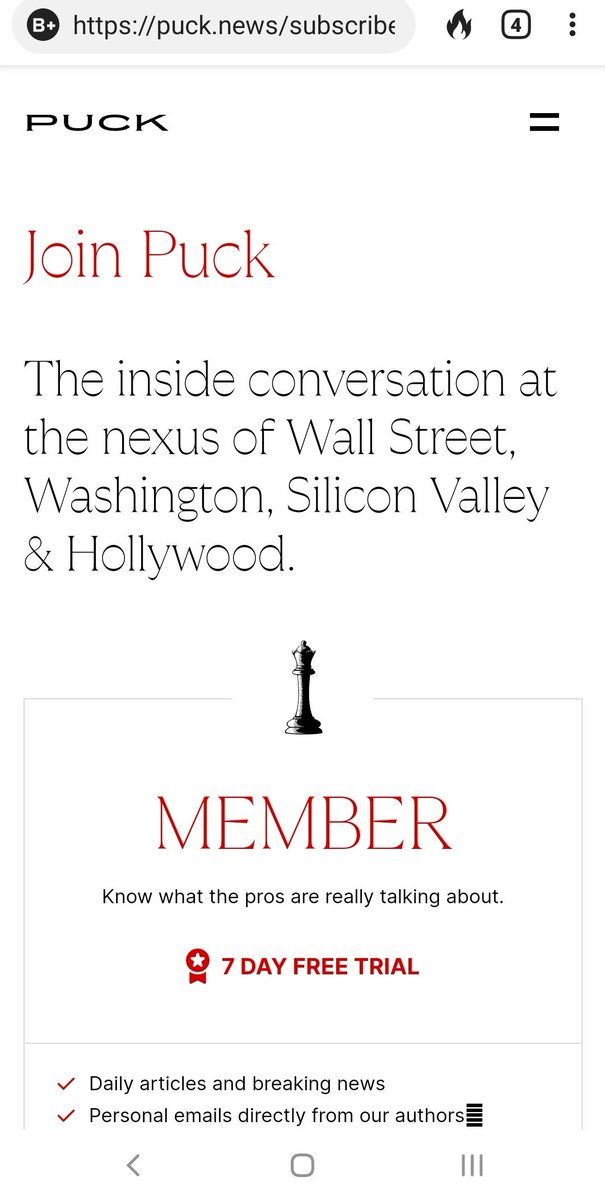 B+ https://puck.news/subscribe 4
PUCK
Join Puck
The inside conversation at
the nexus of Wall Street,
Washington, Silicon Valley
& Hollywood.
MEMBER
Know what the pros are really talking about.
7 DAY FREE TRIAL
Daily articles and breaking news
Personal emails directly from our authors